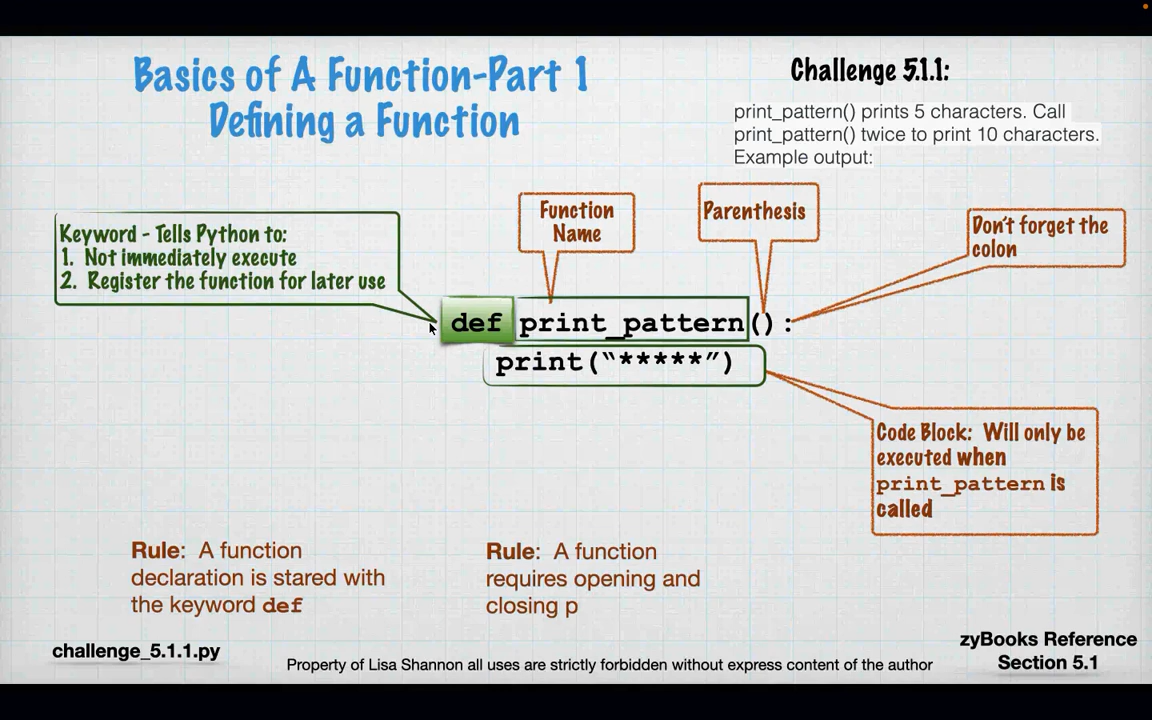 Basics of A Function-Part 1
Defining a Function
Challenge 5.1.1:
print_pattern() prints 5 characters. Call
print_pattern() twice to print 10 characters.
Example output:
Keyword - Tells Python to:
1. Not immediately execute
2. Register the function for later use
Function
Name
Parenthesis
Don't forget the
colon
def print_pattern():
print(“*****”)
Code Block: Will only be
executed when
print_pattern is
called
Rule: A function
declaration is stared with
the keyword def
Rule: A function
requires opening and
closing p
challenge_5.1.1.py
Property of Lisa Shannon all uses are strictly forbidden without express content of the author
zyBooks Reference
Section 5.1